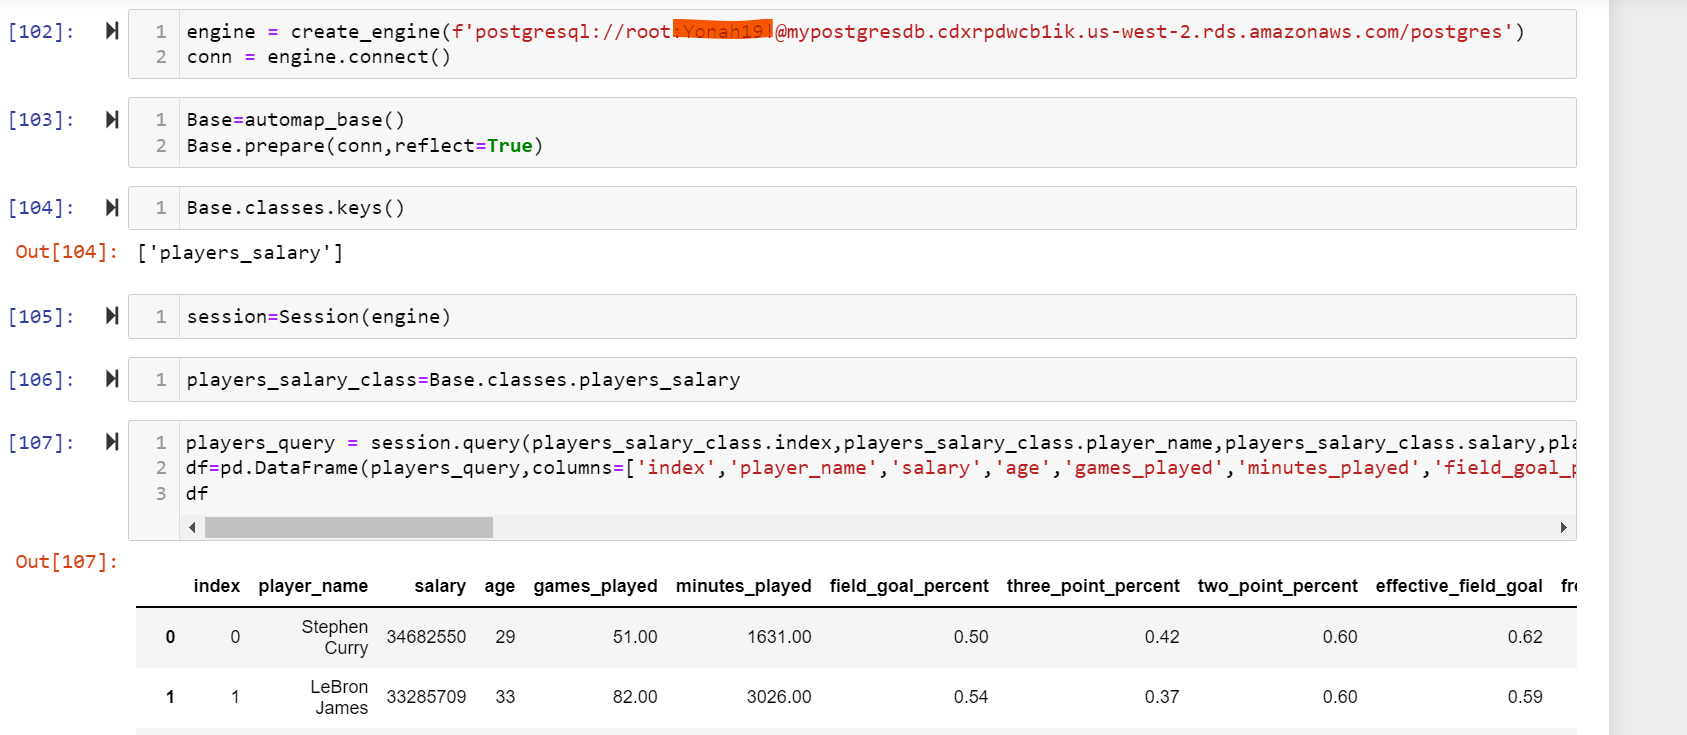 [102]:
1 engine = create_engine(f'postgresql://root @mypostgresdb.cdxrpdwcb1ik.us-west-2.rds.amazonaws.com/postgres')
2 conn = engine.connect()
[103]:
1 Base=automap_base()
2 Base.prepare(conn,reflect=True)
[104]:
1 Base.classes.keys()
Out[104]: ['players_salary']
[105]:
1 session=Session(engine)
[106]:
1 players_salary_class=Base.classes.players_salary
[107]:
1 players_query = session.query(players_salary_class.index,players_salary_class.player_name,players_salary_class.salary,pla
2 df=pd.DataFrame(players_query,columns=['index','player_name','salary','age','games_played','minutes_played','field_goal_p
3 df
Out[107]:
index player_name salary age games_played minutes_played field_goal_percent three_point_percent two_point_percent effective_field_goal fre
0 0 Stephen Curry 34682550 29 51.00 1631.00 0.50 0.42 0.60 0.62
1 1 LeBron James 33285709 33 82.00 3026.00 0.54 0.37 0.60 0.59